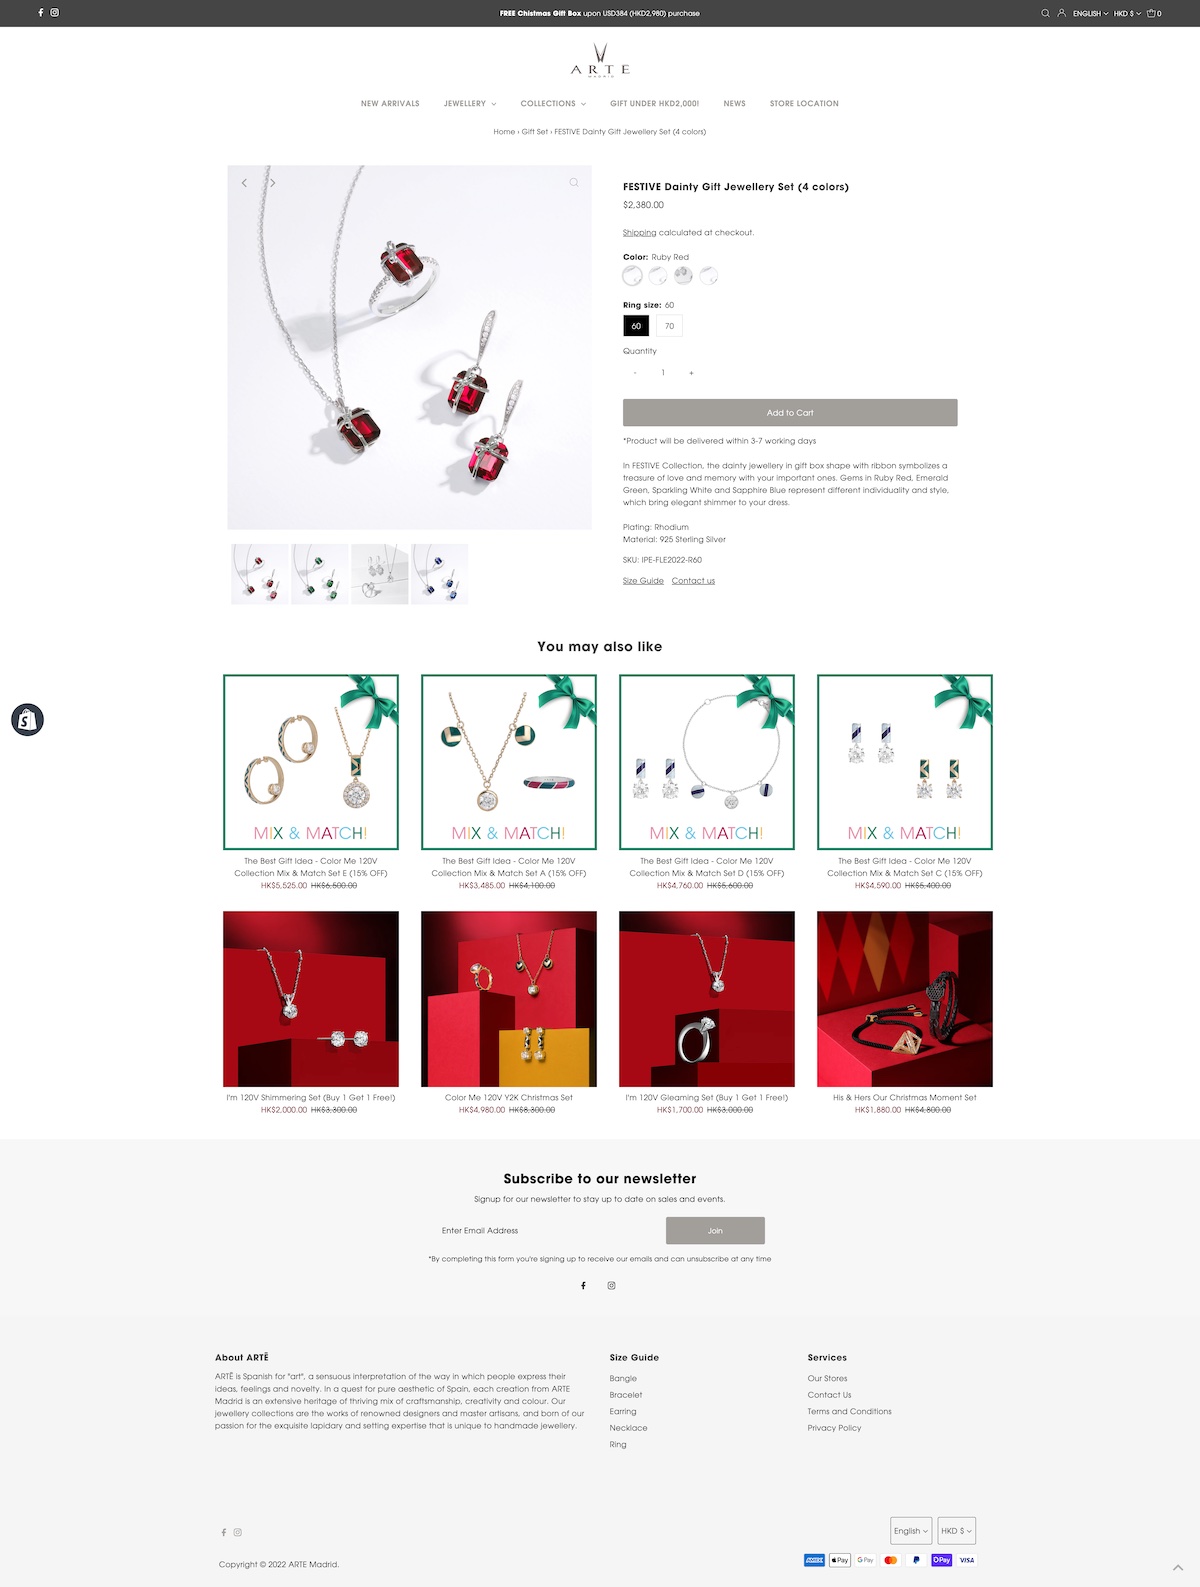 FREE Chistmas Gift Box upon USD384 (HKD2,980) purchase
ENGLISH
HKD $
0
ARTE
MADRID
NEW ARRIVALS
JEWELLERY
COLLECTIONS
GIFT UNDER HKD2,000!
NEWS
STORE LOCATION
Home › Gift Set › FESTIVE Dainty Gift Jewellery Set (4 colors)
FESTIVE Dainty Gift Jewellery Set (4 colors)
$2,380.00
Shipping calculated at checkout.
Color: Ruby Red
Ring size: 60
60
70
Quantity
- 1 +
Add to Cart
*Product will be delivered within 3-7 working days
In FESTIVE Collection, the dainty jewellery in gift box shape with ribbon symbolizes a
treasure of love and memory with your important ones. Gems in Ruby Red, Emerald
Green, Sparkling White and Sapphire Blue represent different individuality and style,
which bring elegant shimmer to your dress.
Plating: Rhodium
Material: 925 Sterling Silver
SKU: IPE-FLE2022-R60
Size Guide
Contact us
You may also like
MIX & MATCH!
The Best Gift Idea - Color Me 120V
Collection Mix & Match Set E (15% OFF)
HK$5,525.00 HK$6,500.00
MIX & MATCH!
The Best Gift Idea - Color Me 120V
Collection Mix & Match Set A (15% OFF)
HK$3,485.00 HK$4,100.00
MIX & MATCH!
The Best Gift Idea - Color Me 120V
Collection Mix & Match Set D (15% OFF)
HK$4,760.00 HK$5,600.00
MIX & MATCH!
The Best Gift Idea - Color Me 120V
Collection Mix & Match Set C (15% OFF)
HK$4,590.00 HK$5,400.00
I'm 120V Shimmering Set (Buy 1 Get 1 Free!)
HK$2,000.00 HK$3,300.00
Color Me 120V Y2K Christmas Set
HK$4,980.00 HK$8,300.00
I'm 120V Gleaming Set (Buy 1 Get 1 Free!)
HK$1,700.00 HK$3,000.00
His & Hers Our Christmas Moment Set
HK$1,880.00 HK$4,800.00
Subscribe to our newsletter
Signup for our newsletter to stay up to date on sales and events.
Enter Email Address
Join
*By completing this form you're signing up to receive our emails and can unsubscribe at any time
About ARTĒ
ARTĒ is Spanish for "art", a sensuous interpretation of the way in which people express their
ideas, feelings and novelty. In a quest for pure aesthetic of Spain, each creation from ARTE
Madrid is an extensive heritage of thriving mix of craftsmanship, creativity and colour. Our
jewellery collections are the works of renowned designers and master artisans, and born of our
passion for the exquisite lapidary and setting expertise that is unique to handmade jewellery.
Size Guide
Bangle
Bracelet
Earring
Necklace
Ring
Services
Our Stores
Contact Us
Terms and Conditions
Privacy Policy
English
HKD $
Copyright © 2022 ARTE Madrid.
AMEX
Pay
G Pay
OPay
VISA